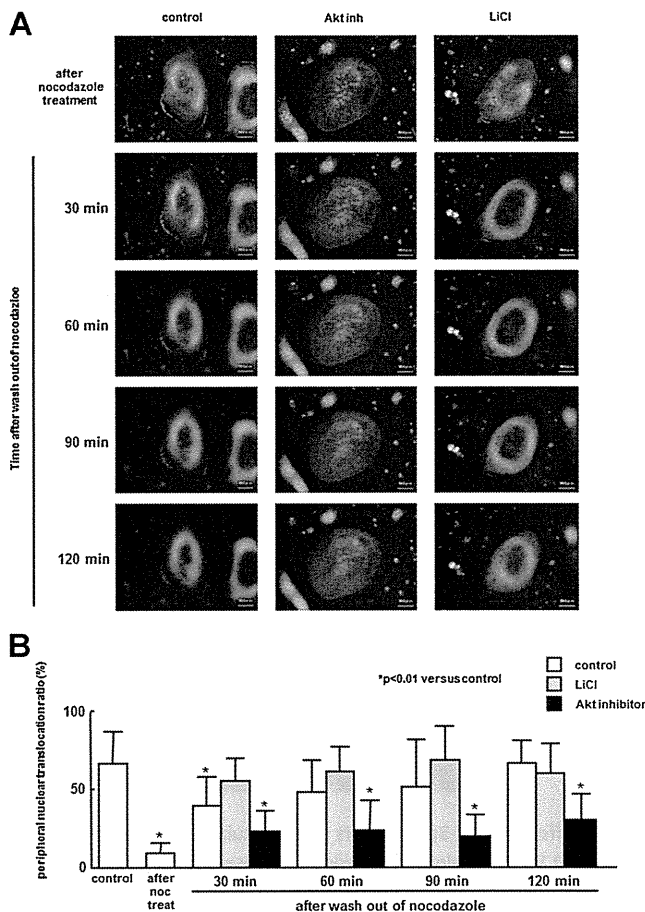 A
control
Akt inh
LiCl
after
nocodazole
treatment
30 min
60 min
90 min
120 min
Time after wash out of nocodazloe
B
*p<0.01 versus control
control
LiCl
Akt inhibitor
peripheral nuclear translocation ratio (%)
100
50
0
*
*
*
*
*
*
control
after
noc
treat
30 min
60 min
90 min
120 min
after wash out of nocodazole